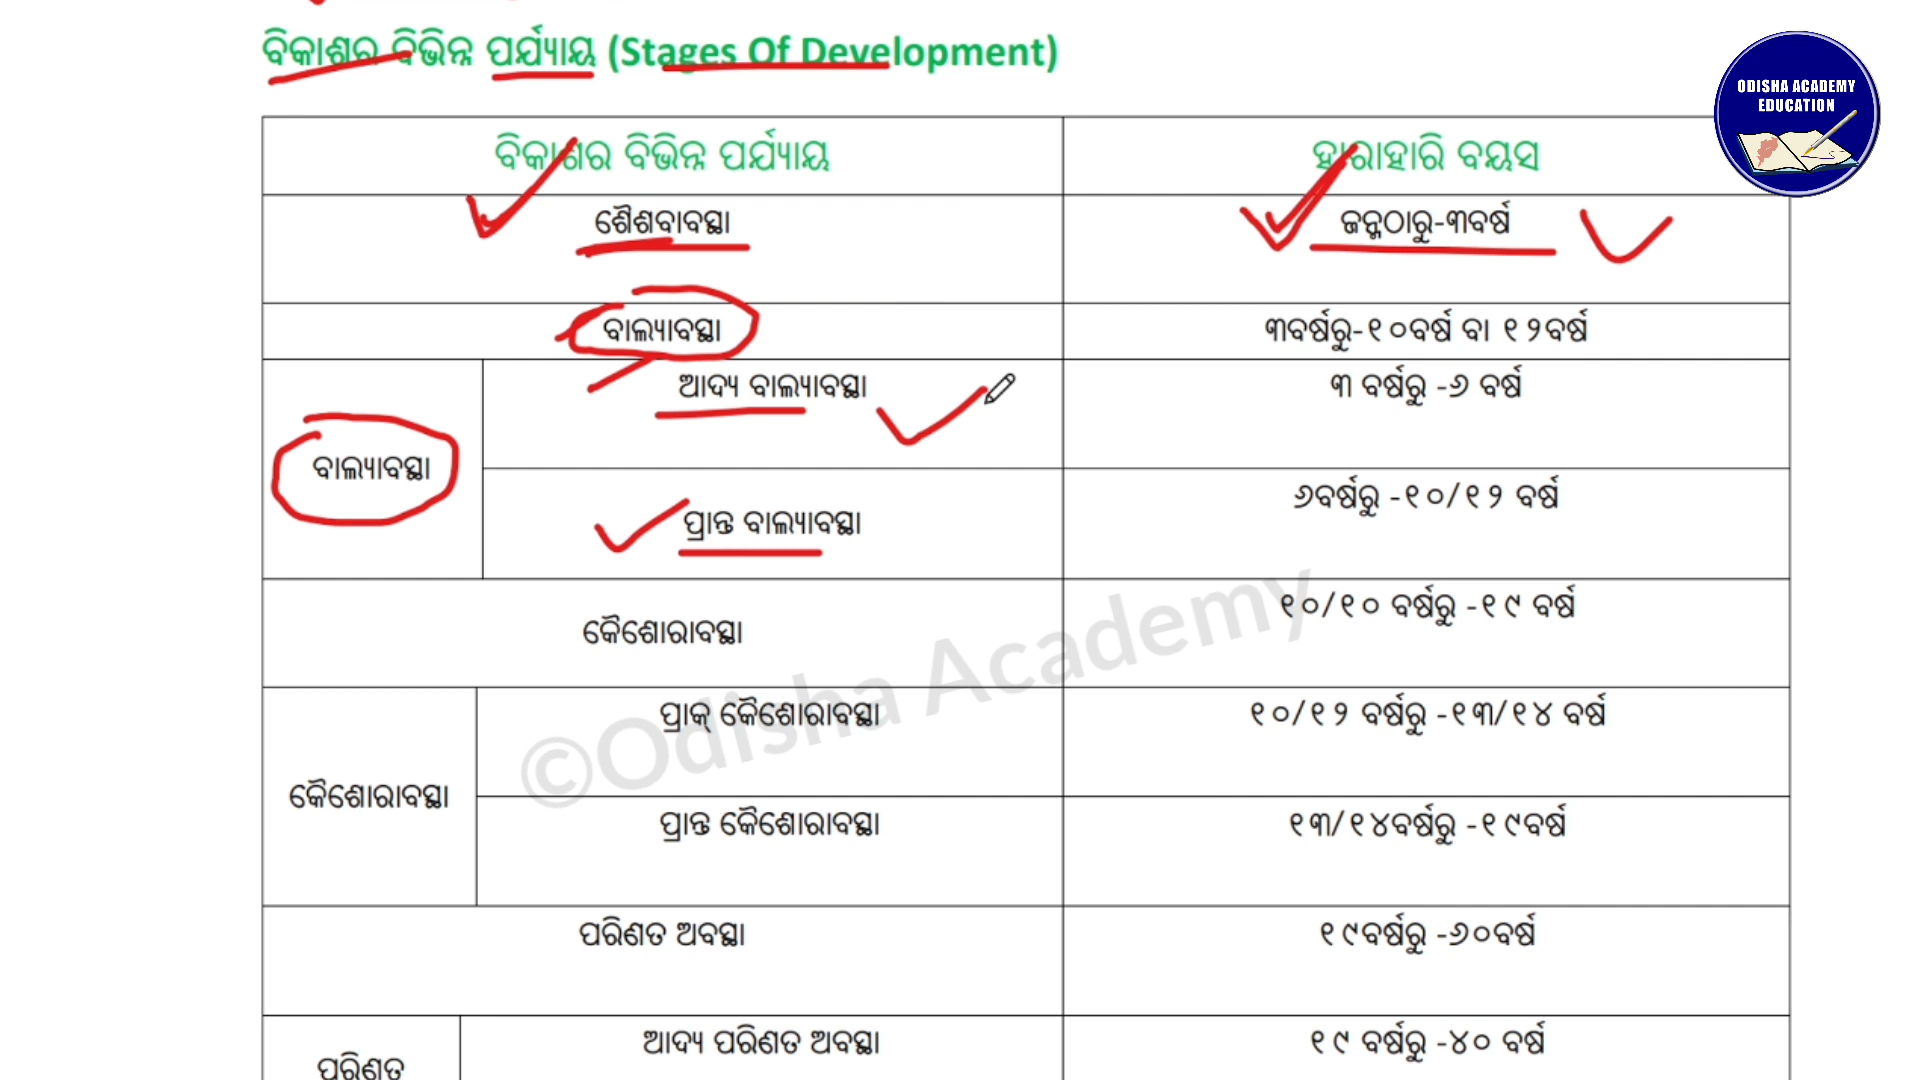 ବିକାଶର ବିଭିନ୍ନ ପର୍ଯ୍ୟାୟ (Stages Of Development)
ODISHA ACADEMY
EDUCATION
ବିକାଶର ବିଭିନ୍ନ ପର୍ଯ୍ୟାୟ ହାରାହାରି ବୟସ
ଶୈଶବାବସ୍ଥା ଜନ୍ମଠାରୁ-୩ବର୍ଷ
ବାଲ୍ୟାବସ୍ଥା ୩ବର୍ଷରୁ-୧୦ବର୍ଷ ବା ୧୨ବର୍ଷ
ବାଲ୍ୟାବସ୍ଥା
ଆଦ୍ୟ ବାଲ୍ୟାବସ୍ଥା ୩ ବର୍ଷରୁ -୬ ବର୍ଷ
ପ୍ରାନ୍ତ ବାଲ୍ୟାବସ୍ଥା ୬ବର୍ଷରୁ -୧୦/୧୨ ବର୍ଷ
କୈଶୋରାବସ୍ଥା ୧୦/୧୦ ବର୍ଷରୁ -୧୯ ବର୍ଷ
କୈଶୋରାବସ୍ଥା
ପ୍ରାକ୍ କୈଶୋରାବସ୍ଥା ୧୦/୧୨ ବର୍ଷରୁ -୧୩/୧୪ ବର୍ଷ
ପ୍ରାନ୍ତ କୈଶୋରାବସ୍ଥା ୧୩/୧୪ବର୍ଷରୁ -୧୯ବର୍ଷ
ପରିଣତ ଅବସ୍ଥା ୧୯ବର୍ଷରୁ -୬୦ବର୍ଷ
ପରିଣତ
ଆଦ୍ୟ ପରିଣତ ଅବସ୍ଥା ୧୯ ବର୍ଷରୁ -୪୦ ବର୍ଷ
©Odisha Academy